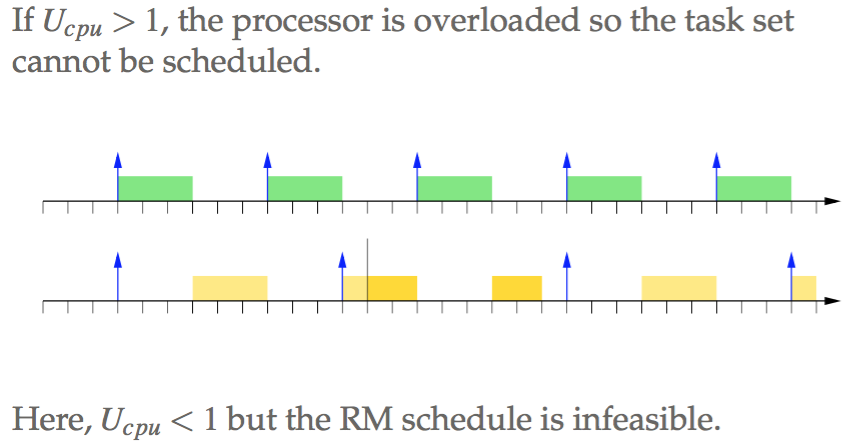 If U_cpu > 1, the processor is overloaded so the task set
cannot be scheduled.
Here, U_cpu < 1 but the RM schedule is infeasible.